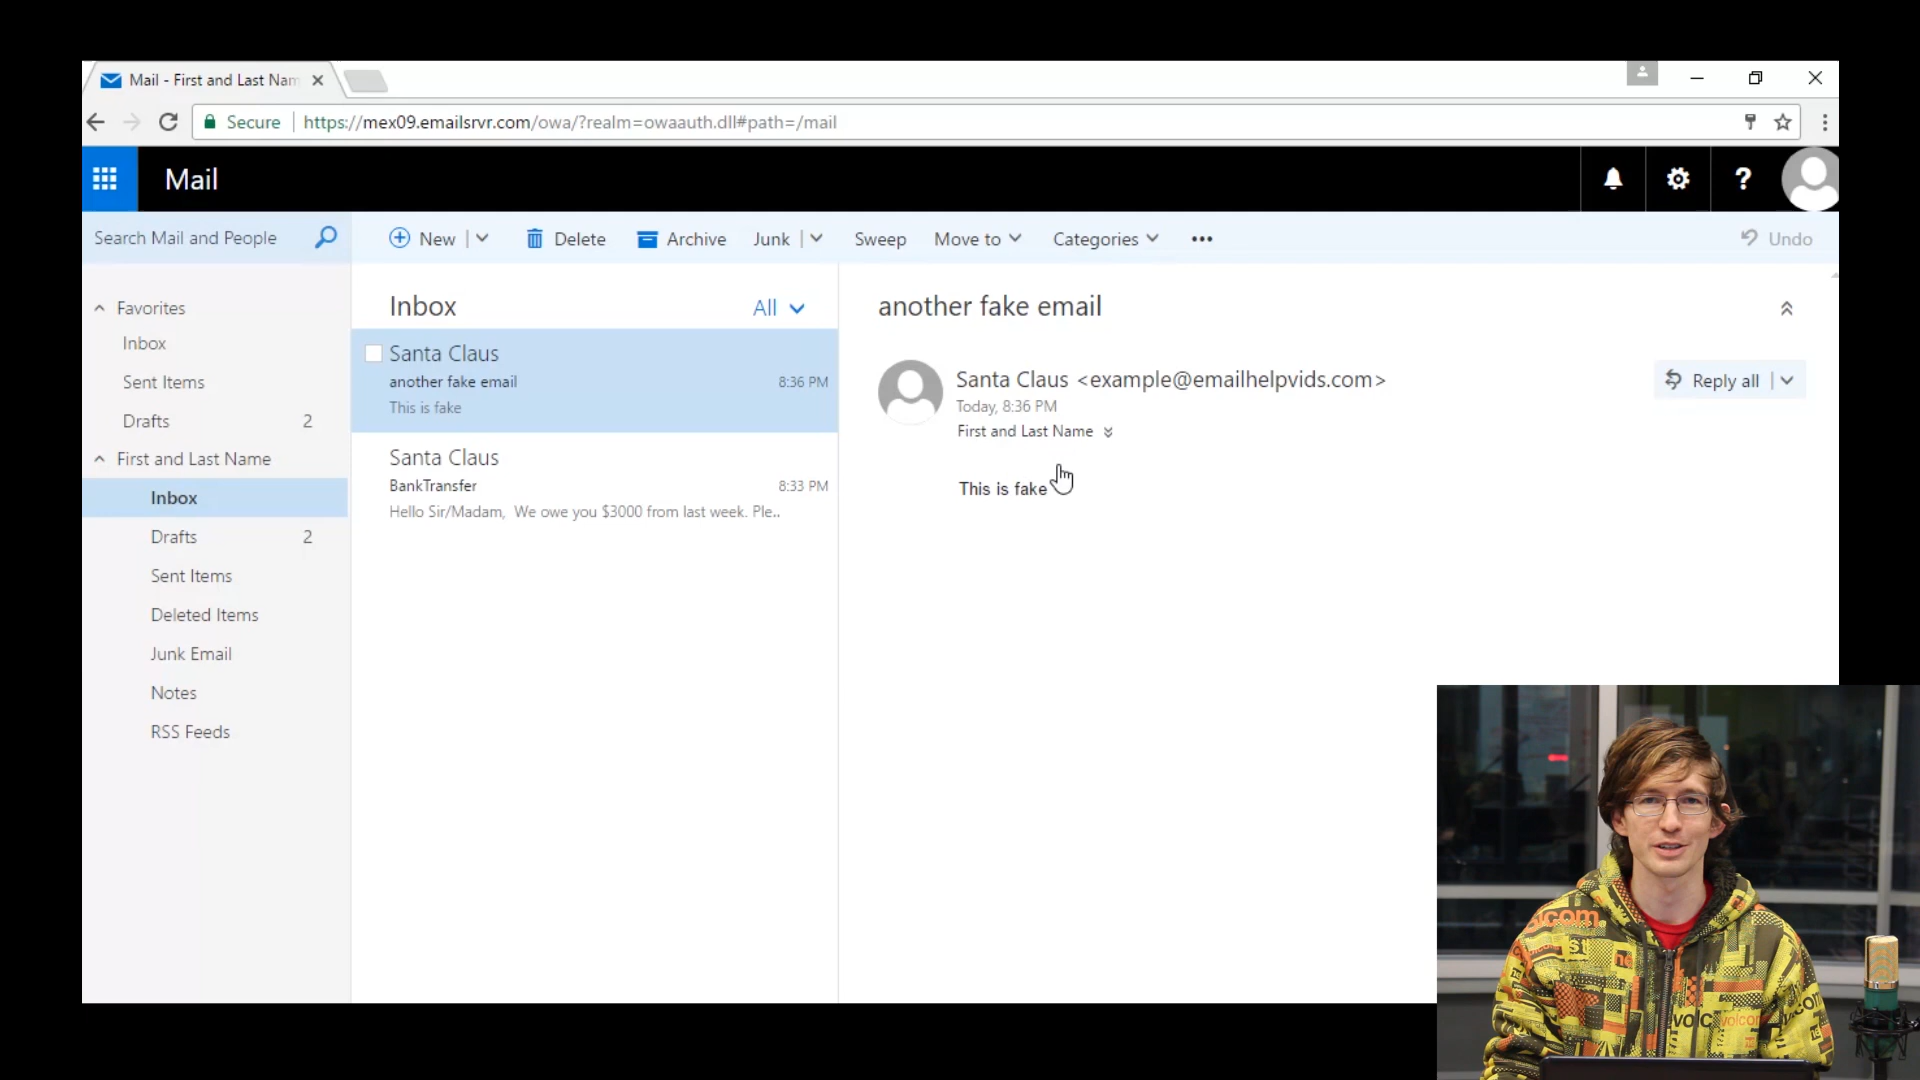 Mail - First and Last Nam
Secure
https://mex09.emailsrvr.com/owa/?realm=owaauth.dll#path=/mail
Mail
?
Search Mail and People
New
Delete
Archive
Junk
Sweep
Move to
Categories
Undo
Favorites
Inbox
Sent Items
Drafts 2
First and Last Name
Inbox
Drafts 2
Sent Items
Deleted Items
Junk Email
Notes
RSS Feeds
Inbox
All
Santa Claus
another fake email 8:36 PM
This is fake
Santa Claus
BankTransfer 8:33 PM
Hello Sir/Madam, We owe you $3000 from last week. Ple..
another fake email
Santa Claus <example@emailhelpvids.com>
Reply all
Today, 8:36 PM
First and Last Name
This is fake
volcom